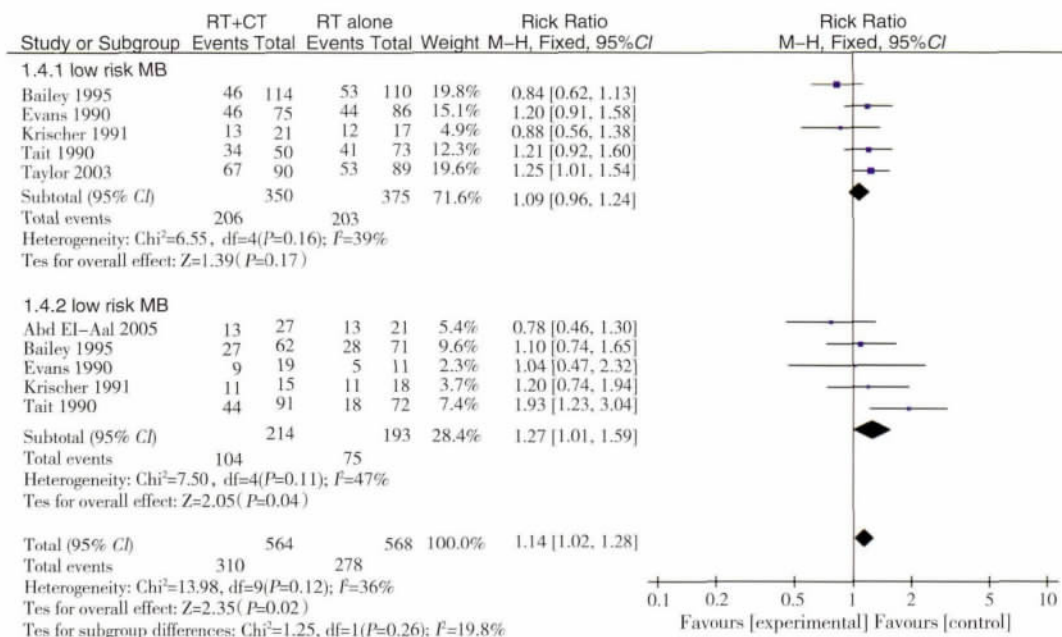 RT+CT RT alone Rick Ratio Rick Ratio
Study or Subgroup Events Total Events Total Weight M–H, Fixed, 95%CI M–H, Fixed, 95%CI
1.4.1 low risk MB
Bailey 1995 46 114 53 110 19.8% 0.84 [0.62, 1.13]
Evans 1990 46 75 44 86 15.1% 1.20 [0.91, 1.58]
Krischer 1991 13 21 12 17 4.9% 0.88 [0.56, 1.38]
Tait 1990 34 50 41 73 12.3% 1.21 [0.92, 1.60]
Taylor 2003 67 90 53 89 19.6% 1.25 [1.01, 1.54]
Subtotal (95% CI) 350 375 71.6% 1.09 [0.96, 1.24]
Total events 206 203
Heterogeneity: Chi²=6.55, df=4(P=0.16); I²=39%
Tes for overall effect: Z=1.39(P=0.17)
1.4.2 low risk MB
Abd El–Aal 2005 13 27 13 21 5.4% 0.78 [0.46, 1.30]
Bailey 1995 27 62 28 71 9.6% 1.10 [0.74, 1.65]
Evans 1990 9 19 5 11 2.3% 1.04 [0.47, 2.32]
Krischer 1991 11 15 11 18 3.7% 1.20 [0.74, 1.94]
Tait 1990 44 91 18 72 7.4% 1.93 [1.23, 3.04]
Subtotal (95% CI) 214 193 28.4% 1.27 [1.01, 1.59]
Total events 104 75
Heterogeneity: Chi²=7.50, df=4(P=0.11); I²=47%
Tes for overall effect: Z=2.05(P=0.04)
Total (95% CI) 564 568 100.0% 1.14 [1.02, 1.28]
Total events 310 278
Heterogeneity: Chi²=13.98, df=9(P=0.12); I²=36%
Tes for overall effect: Z=2.35(P=0.02)
Tes for subgroup differences: Chi²=1.25, df=1(P=0.26); I²=19.8%
0.1 0.2 0.5 1 2 5 10
Favours [experimental] Favours [control]